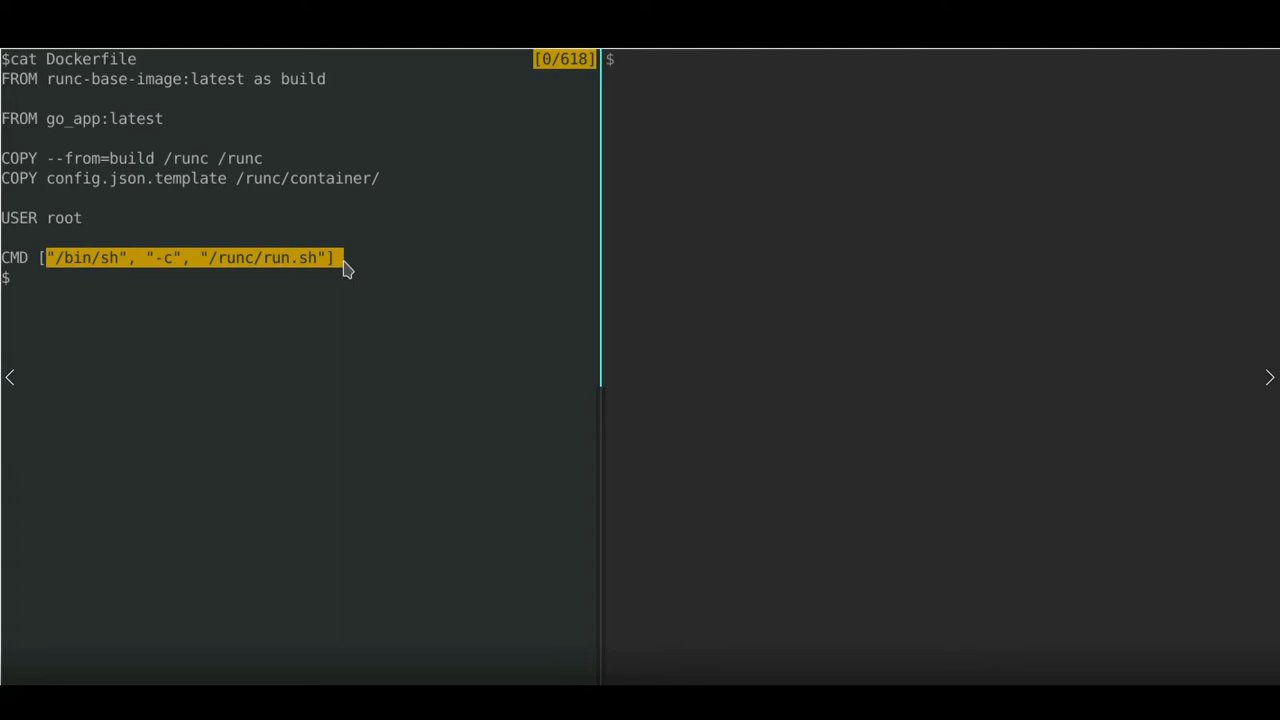 $cat Dockerfile [0/618] $
FROM runc-base-image:latest as build
FROM go_app:latest
COPY --from=build /runc /runc
COPY config.json.template /runc/container/
USER root
CMD ["/bin/sh", "-c", "/runc/run.sh"]
$